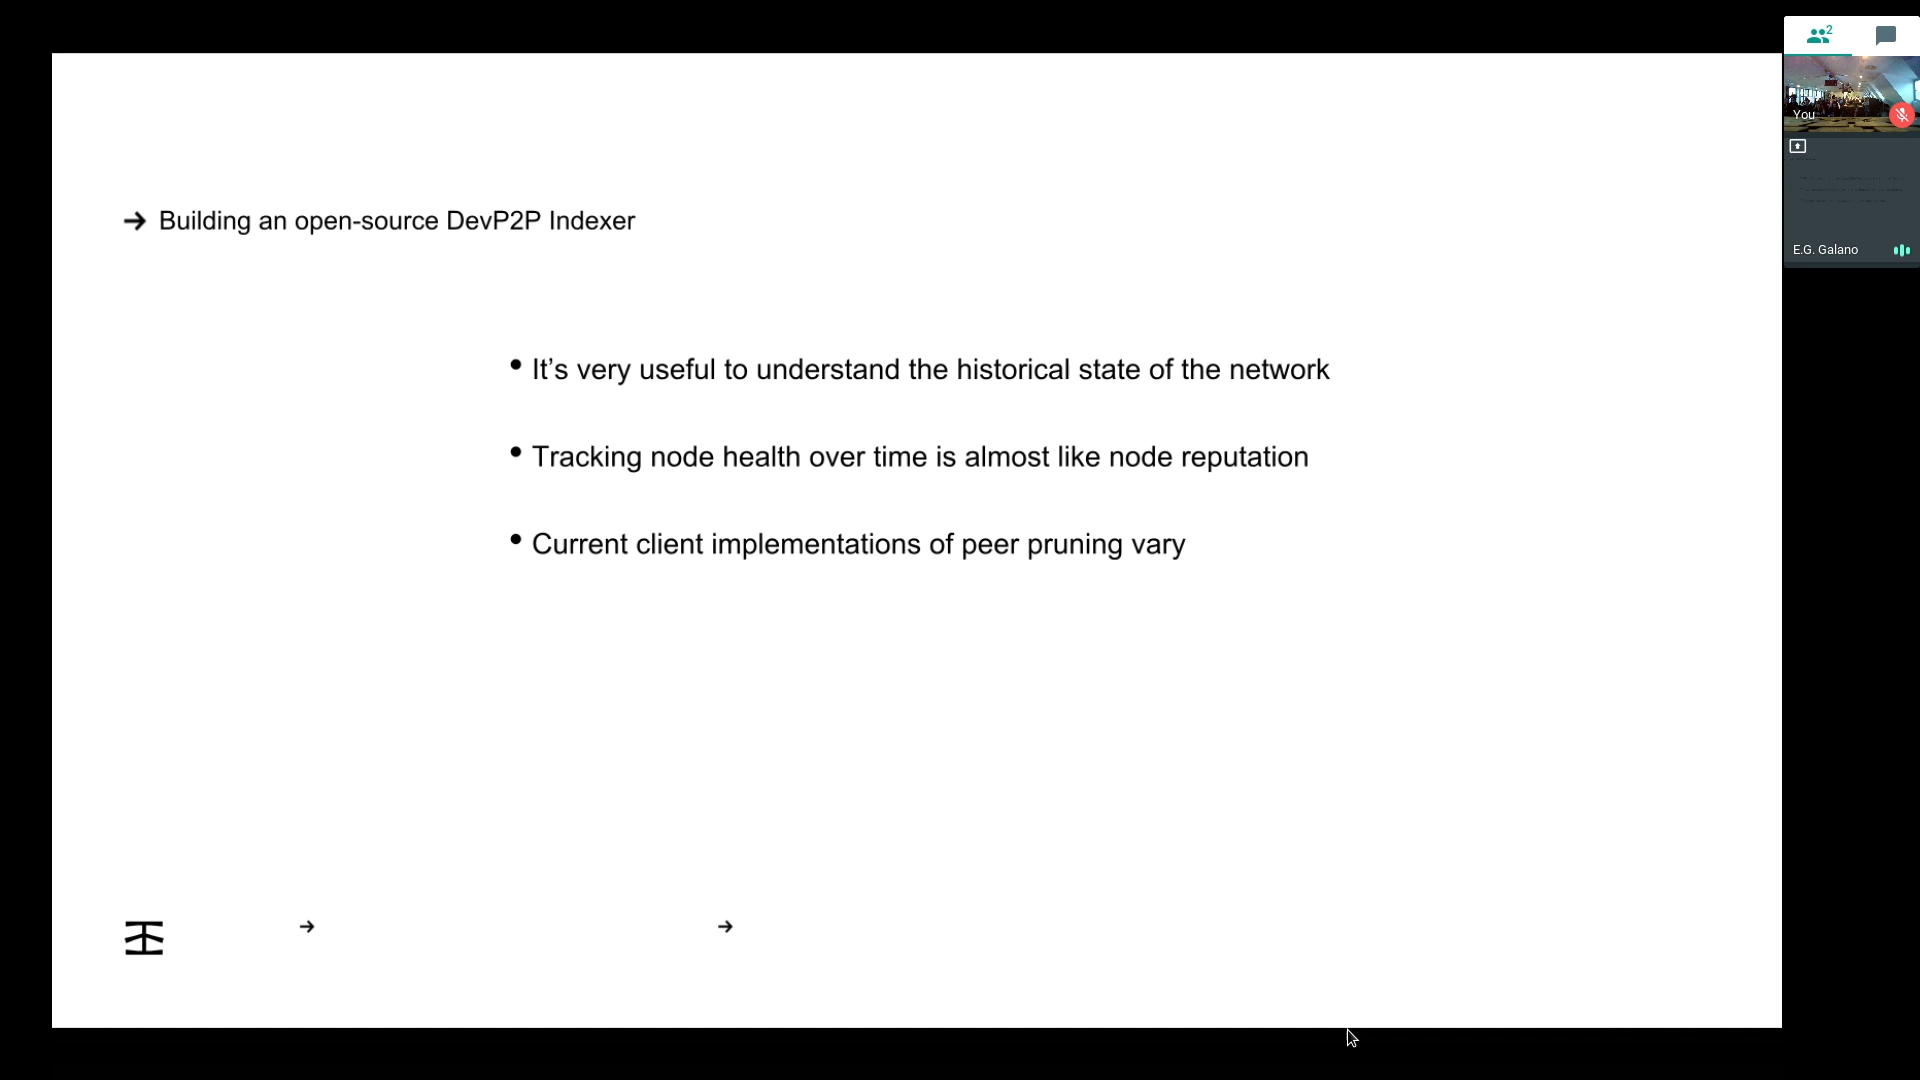 2
You
E.G. Galano
→ Building an open-source DevP2P Indexer
• It’s very useful to understand the historical state of the network
• Tracking node health over time is almost like node reputation
• Current client implementations of peer pruning vary
→ →